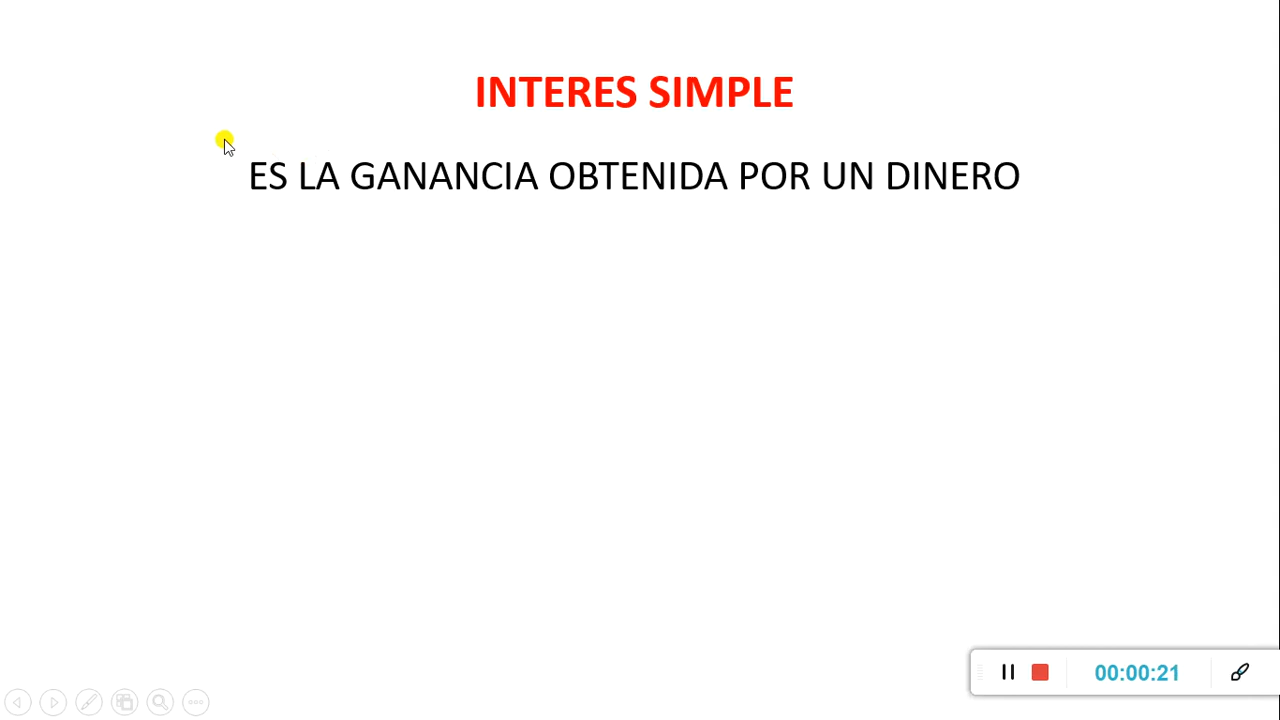 INTERES SIMPLE
ES LA GANANCIA OBTENIDA POR UN DINERO
00:00:21